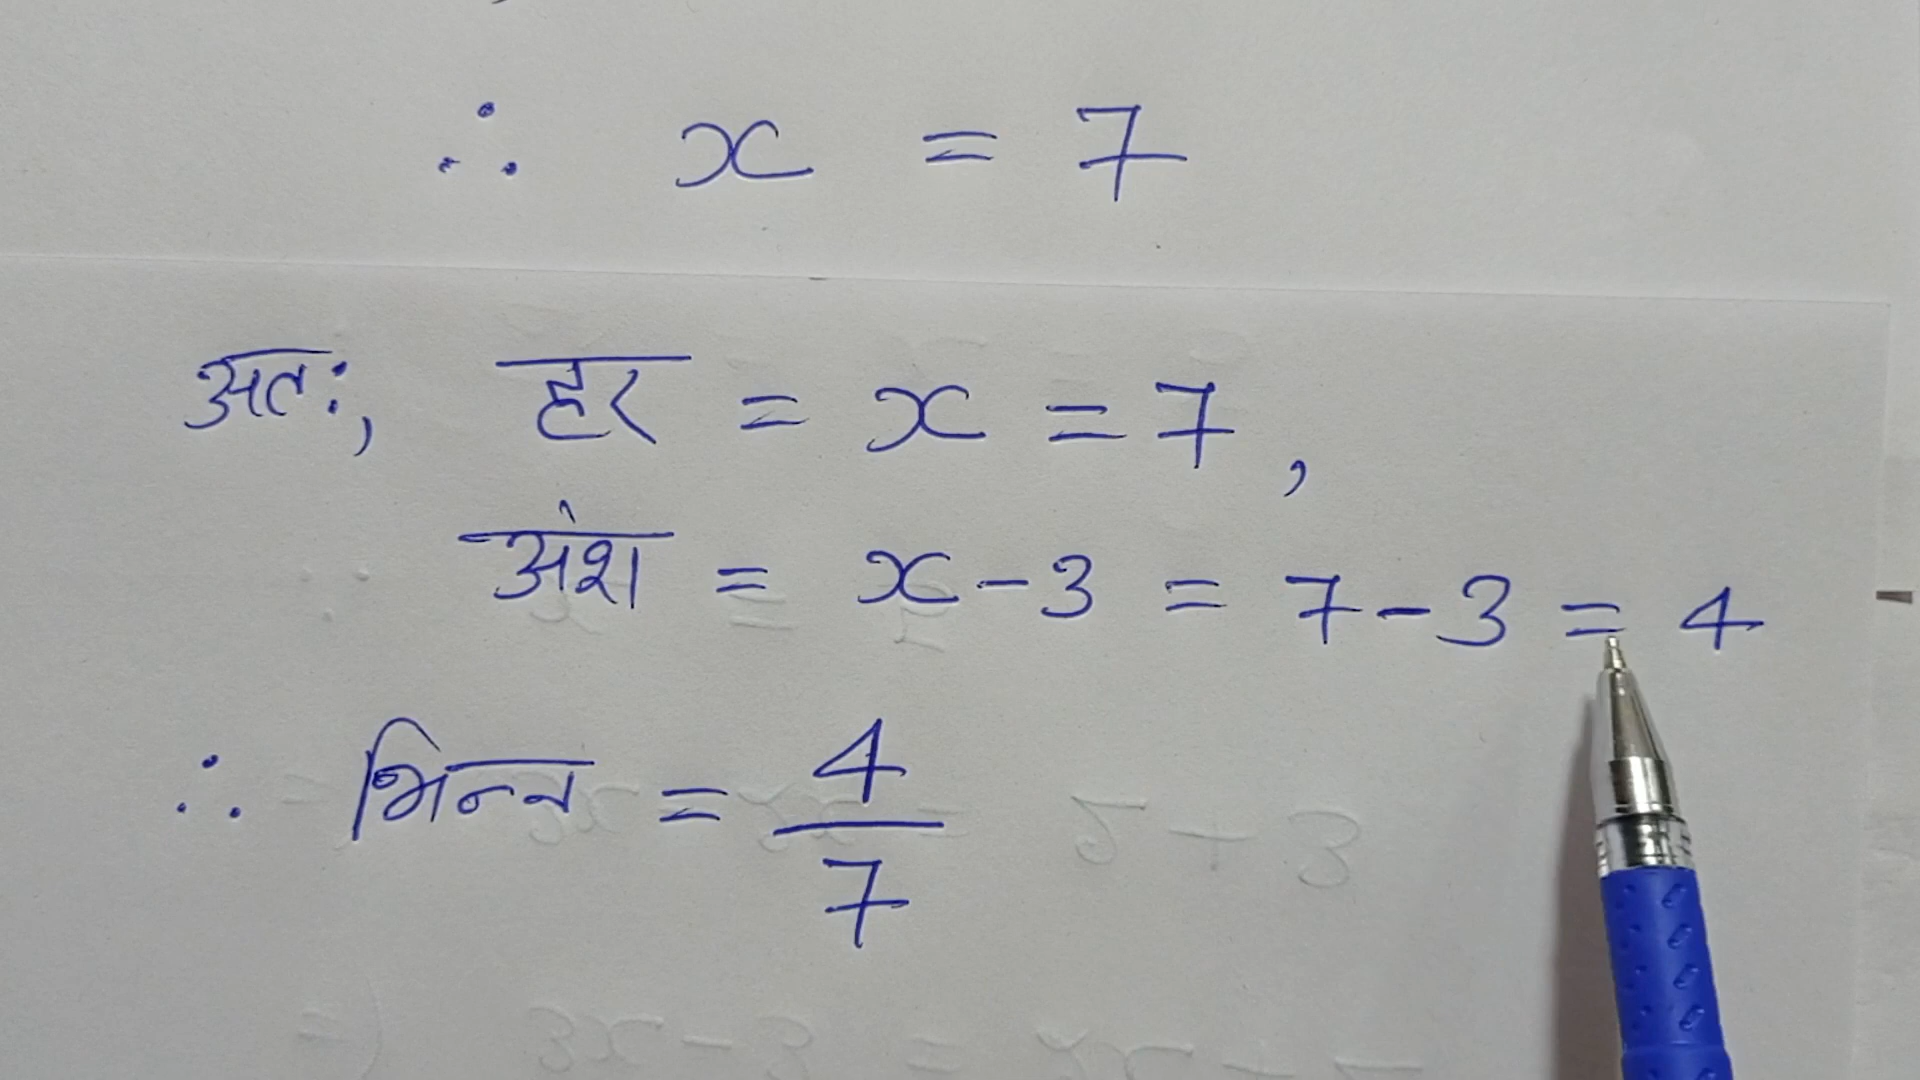 ∴ x = 7
अतः, हर = x = 7,
अंश = x - 3 = 7 - 3 = 4
∴ भिन्न = 4/7